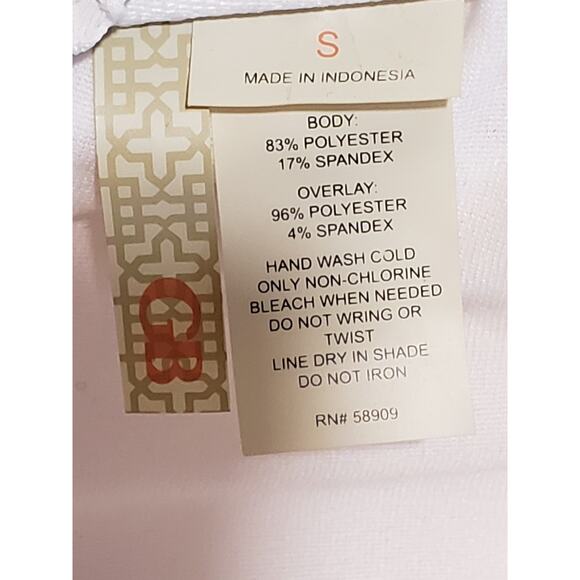 S
MADE IN INDONESIA
BODY:
83% POLYESTER
17% SPANDEX
OVERLAY:
96% POLYESTER
4% SPANDEX
HAND WASH COLD
ONLY NON-CHLORINE
BLEACH WHEN NEEDED
DO NOT WRING OR
TWIST
LINE DRY IN SHADE
DO NOT IRON
RN# 58909
GB